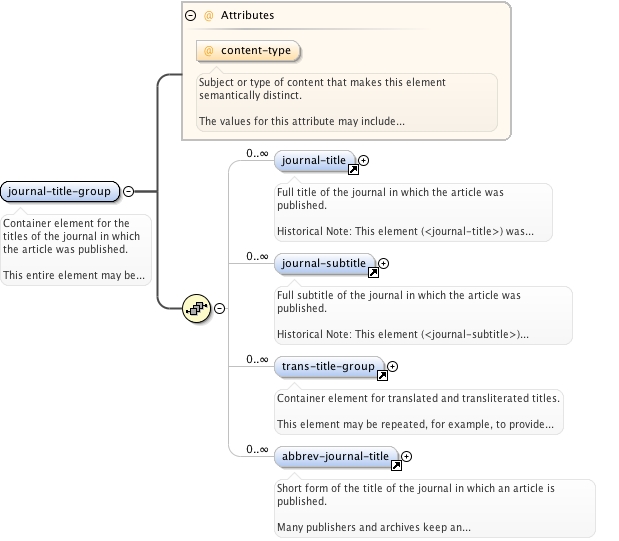 @ Attributes
@ content-type
Subject or type of content that makes this element
semantically distinct.
The values for this attribute may include...
journal-title-group
Container element for the
titles of the journal in which
the article was published.
This entire element may be...
0..∞
journal-title
Full title of the journal in which the article was
published.
Historical Note: This element (<journal-title>) was...
0..∞
journal-subtitle
Full subtitle of the journal in which the article was
published.
Historical Note: This element (<journal-subtitle>)...
0..∞
trans-title-group
Container element for translated and transliterated titles.
This element may be repeated, for example, to provide...
0..∞
abbrev-journal-title
Short form of the title of the journal in which an article is
published.
Many publishers and archives keep an...